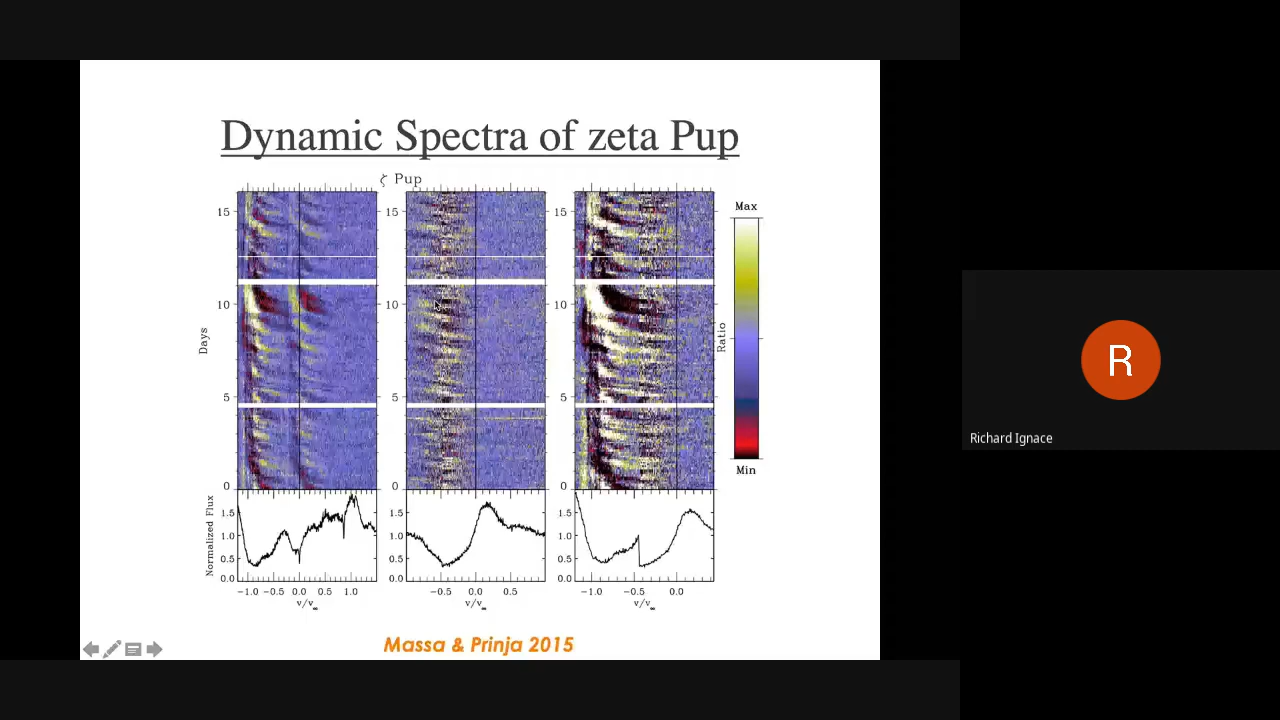 Dynamic Spectra of zeta Pup
ζ Pup
15
10
5
0
Days
15
10
5
0
15
10
5
0
Max
Ratio
Min
Normalized Flux
1.5
1.0
0.5
0.0
−1.0 −0.5 0.0 0.5 1.0
v/v∞
1.5
1.0
0.5
0.0
−0.5 0.0 0.5
v/v∞
1.5
1.0
0.5
0.0
−1.0 −0.5 0.0
v/v∞
Massa & Prinja 2015
R
Richard Ignace